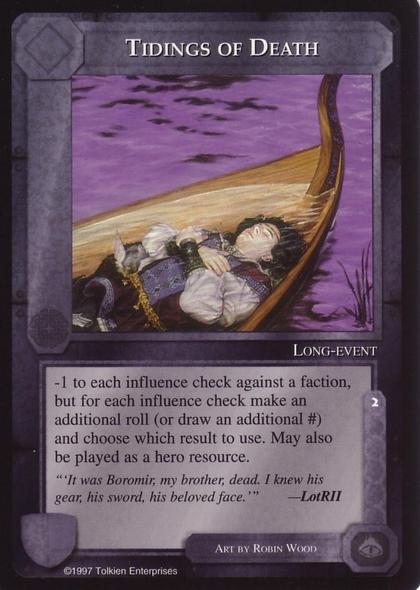 TIDINGS OF DEATH
LONG-EVENT
-1 to each influence check against a faction,
but for each influence check make an
additional roll (or draw an additional #)
and choose which result to use. May also
be played as a hero resource.
2
“‘It was Boromir, my brother, dead. I knew his
gear, his sword, his beloved face.’” —LotRII
ART BY ROBIN WOOD
©1997 Tolkien Enterprises